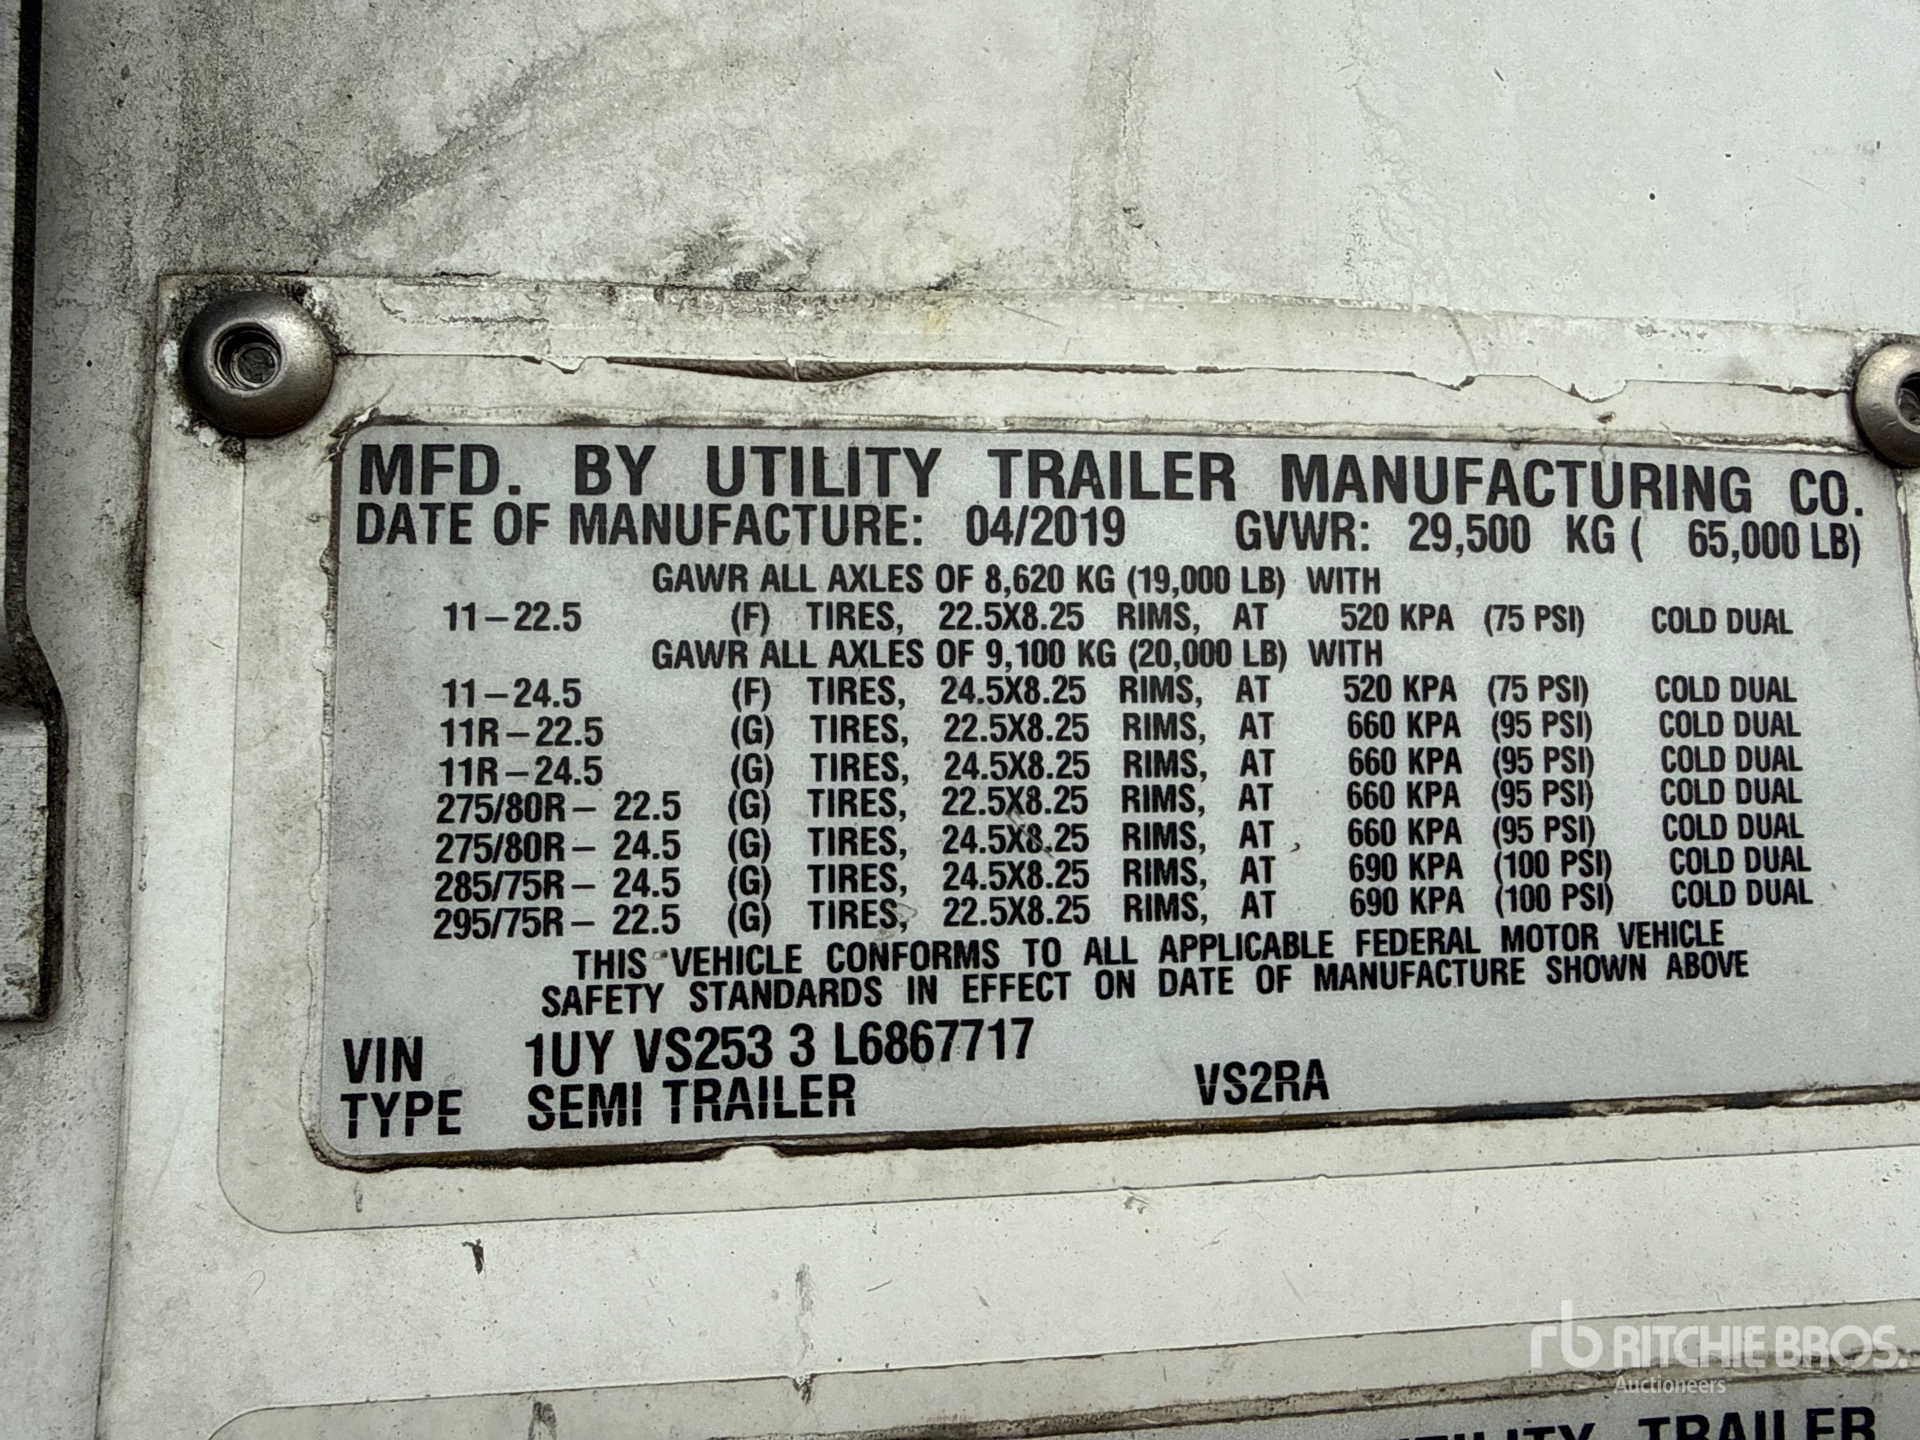 MFD. BY UTILITY TRAILER MANUFACTURING CO.
DATE OF MANUFACTURE: 04/2019 GVWR: 29,500 KG ( 65,000 LB)
GAWR ALL AXLES OF 8,620 KG (19,000 LB) WITH
11-22.5 (F) TIRES, 22.5X8.25 RIMS, AT 520 KPA (75 PSI) COLD DUAL
GAWR ALL AXLES OF 9,100 KG (20,000 LB) WITH
11-24.5 (F) TIRES, 24.5X8.25 RIMS, AT 520 KPA (75 PSI) COLD DUAL
11R-22.5 (G) TIRES, 22.5X8.25 RIMS, AT 660 KPA (95 PSI) COLD DUAL
11R-24.5 (G) TIRES, 24.5X8.25 RIMS, AT 660 KPA (95 PSI) COLD DUAL
275/80R- 22.5 (G) TIRES, 22.5X8.25 RIMS, AT 660 KPA (95 PSI) COLD DUAL
275/80R- 24.5 (G) TIRES, 24.5X8.25 RIMS, AT 660 KPA (95 PSI) COLD DUAL
285/75R- 24.5 (G) TIRES, 24.5X8.25 RIMS, AT 690 KPA (100 PSI) COLD DUAL
295/75R- 22.5 (G) TIRES, 22.5X8.25 RIMS, AT 690 KPA (100 PSI) COLD DUAL
THIS VEHICLE CONFORMS TO ALL APPLICABLE FEDERAL MOTOR VEHICLE
SAFETY STANDARDS IN EFFECT ON DATE OF MANUFACTURE SHOWN ABOVE
VIN 1UY VS253 3 L6867717
TYPE SEMI TRAILER VS2RA
rb RITCHIE BROS.
Auctioneers
UTILITY TRAILER